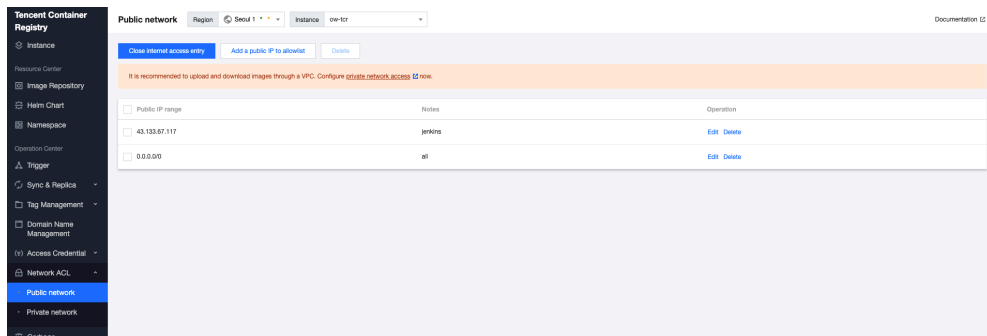 Tencent Container
Registry
Public network
Region
Seoul 1 * *
Instance
ow-tcr
Documentation
Instance
Close internet access entry
Add a public IP to allowlist
Delete
Resource Center
It is recommended to upload and download images through a VPC. Configure private network access now.
Image Repository
Helm Chart
Namespace
Public IP range
Notes
Operation
43.133.67.117
jenkins
Edit Delete
0.0.0.0/0
all
Edit Delete
Operation Center
Trigger
Sync & Replica
Tag Management
Domain Name
Management
Access Credential
Network ACL
Public network
Private network